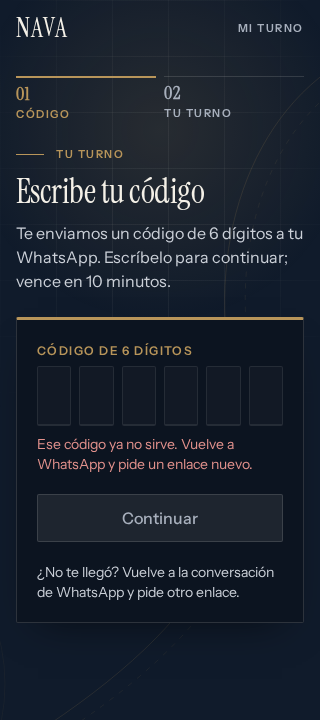 NAVA
MI TURNO
01
CÓDIGO
02
TU TURNO
TU TURNO
Escribe tu código
Te enviamos un código de 6 dígitos a tu
WhatsApp. Escríbelo para continuar;
vence en 10 minutos.
CÓDIGO DE 6 DÍGITOS
Ese código ya no sirve. Vuelve a
WhatsApp y pide un enlace nuevo.
Continuar
¿No te llegó? Vuelve a la conversación
de WhatsApp y pide otro enlace.